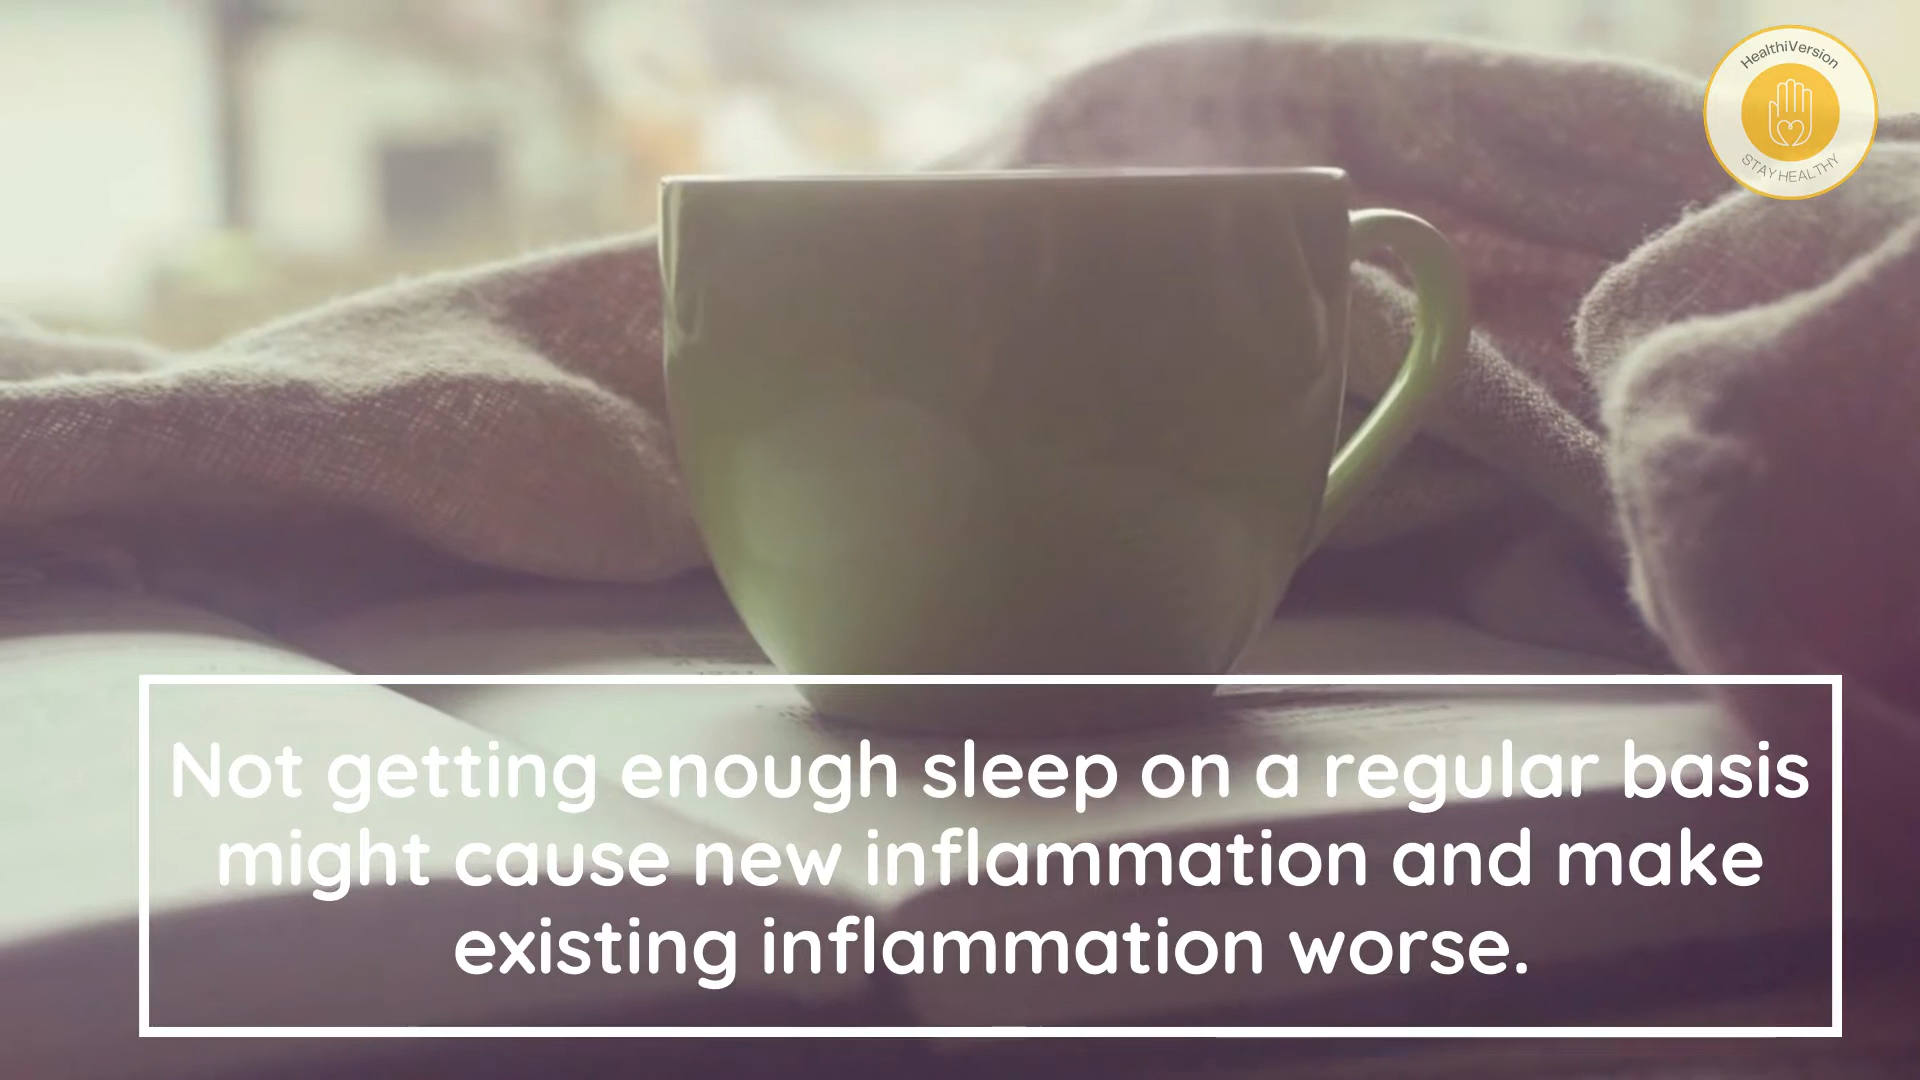 HealthiVersion
STAY HEALTHY
Not getting enough sleep on a regular basis
might cause new inflammation and make
existing inflammation worse.